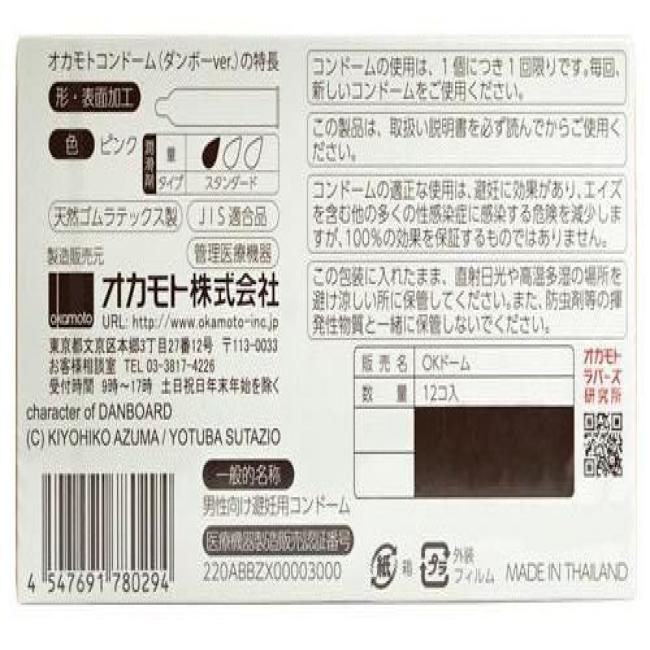 オカモトコンドーム(ダンボーver.)の特長
形・表面加工
色 ピンク
潤滑剤
量
タイプ スタンダード
天然ゴムラテックス製 JIS適合品
製造販売元 管理医療機器
オカモト株式会社
okamoto
URL: http://www.okamoto-inc.jp
東京都文京区本郷3丁目27番12号 〒113-0033
お客様相談室 TEL 03-3817-4226
受付時間 9時〜17時 土日祝日年末年始を除く
character of DANBOARD
(C) KIYOHIKO AZUMA / YOTUBA SUTAZIO
4 547691 780294
一般的名称
男性向け避妊用コンドーム
医療機器製造販売認証番号
220ABBZX00003000
コンドームの使用は、1個につき1回限りです。毎回、
新しいコンドームをご使用ください。
この製品は、取扱い説明書を必ず読んでからご使用く
ださい。
コンドームの適正な使用は、避妊に効果があり、エイズ
を含む他の多くの性感染症に感染する危険を減少しま
すが、100%の効果を保証するものではありません。
この包装に入れたまま、直射日光や高温多湿の場所を
避け涼しい所に保管してください。また、防虫剤等の揮
発性物質と一緒に保管しないでください。
販売名 OKドーム
数量 12コ入
オカモト
ラバーズ
研究所
紙 箱
プラ 外装
フィルム
MADE IN THAILAND